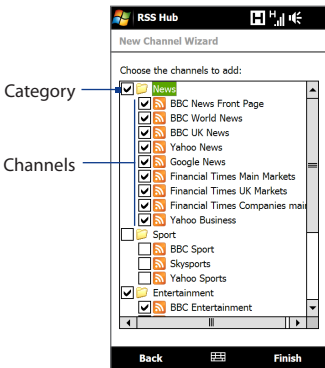 RSS Hub
H
H
New Channel Wizard
Choose the channels to add:
Category
News
BBC News Front Page
BBC World News
BBC UK News
Yahoo News
Channels
Google News
Financial Times Main Markets
Financial Times UK Markets
Financial Times Companies main
Yahoo Business
Sport
BBC Sport
Skysports
Yahoo Sports
Entertainment
BBC Entertainment
Back
Finish